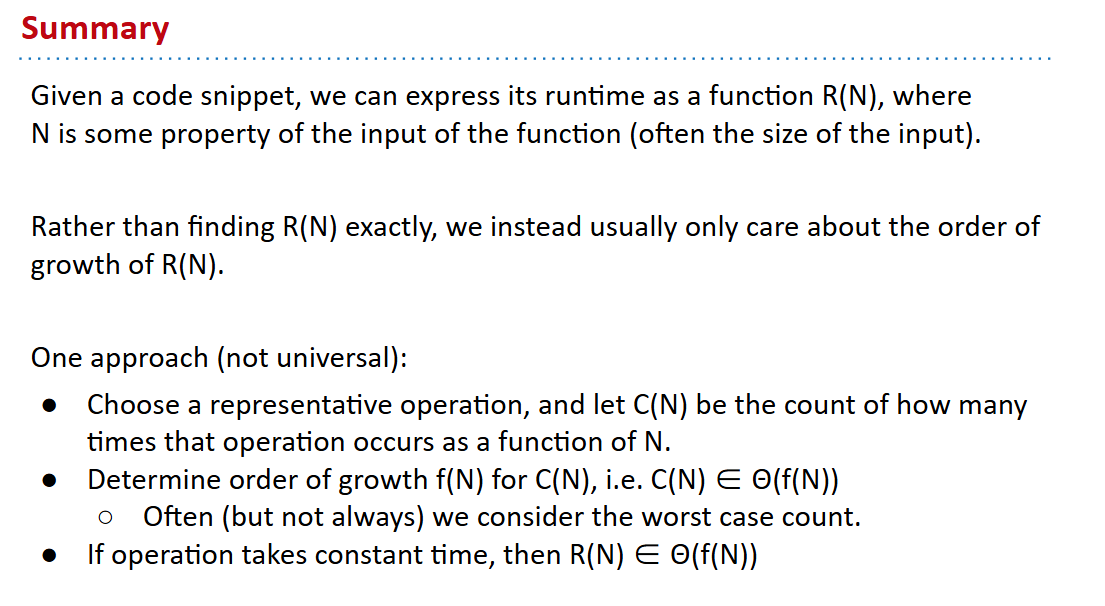 Summary
Given a code snippet, we can express its runtime as a function R(N), where
N is some property of the input of the function (often the size of the input).
Rather than finding R(N) exactly, we instead usually only care about the order of
growth of R(N).
One approach (not universal):
● Choose a representative operation, and let C(N) be the count of how many
times that operation occurs as a function of N.
● Determine order of growth f(N) for C(N), i.e. C(N) ∈ Θ(f(N))
○ Often (but not always) we consider the worst case count.
● If operation takes constant time, then R(N) ∈ Θ(f(N))